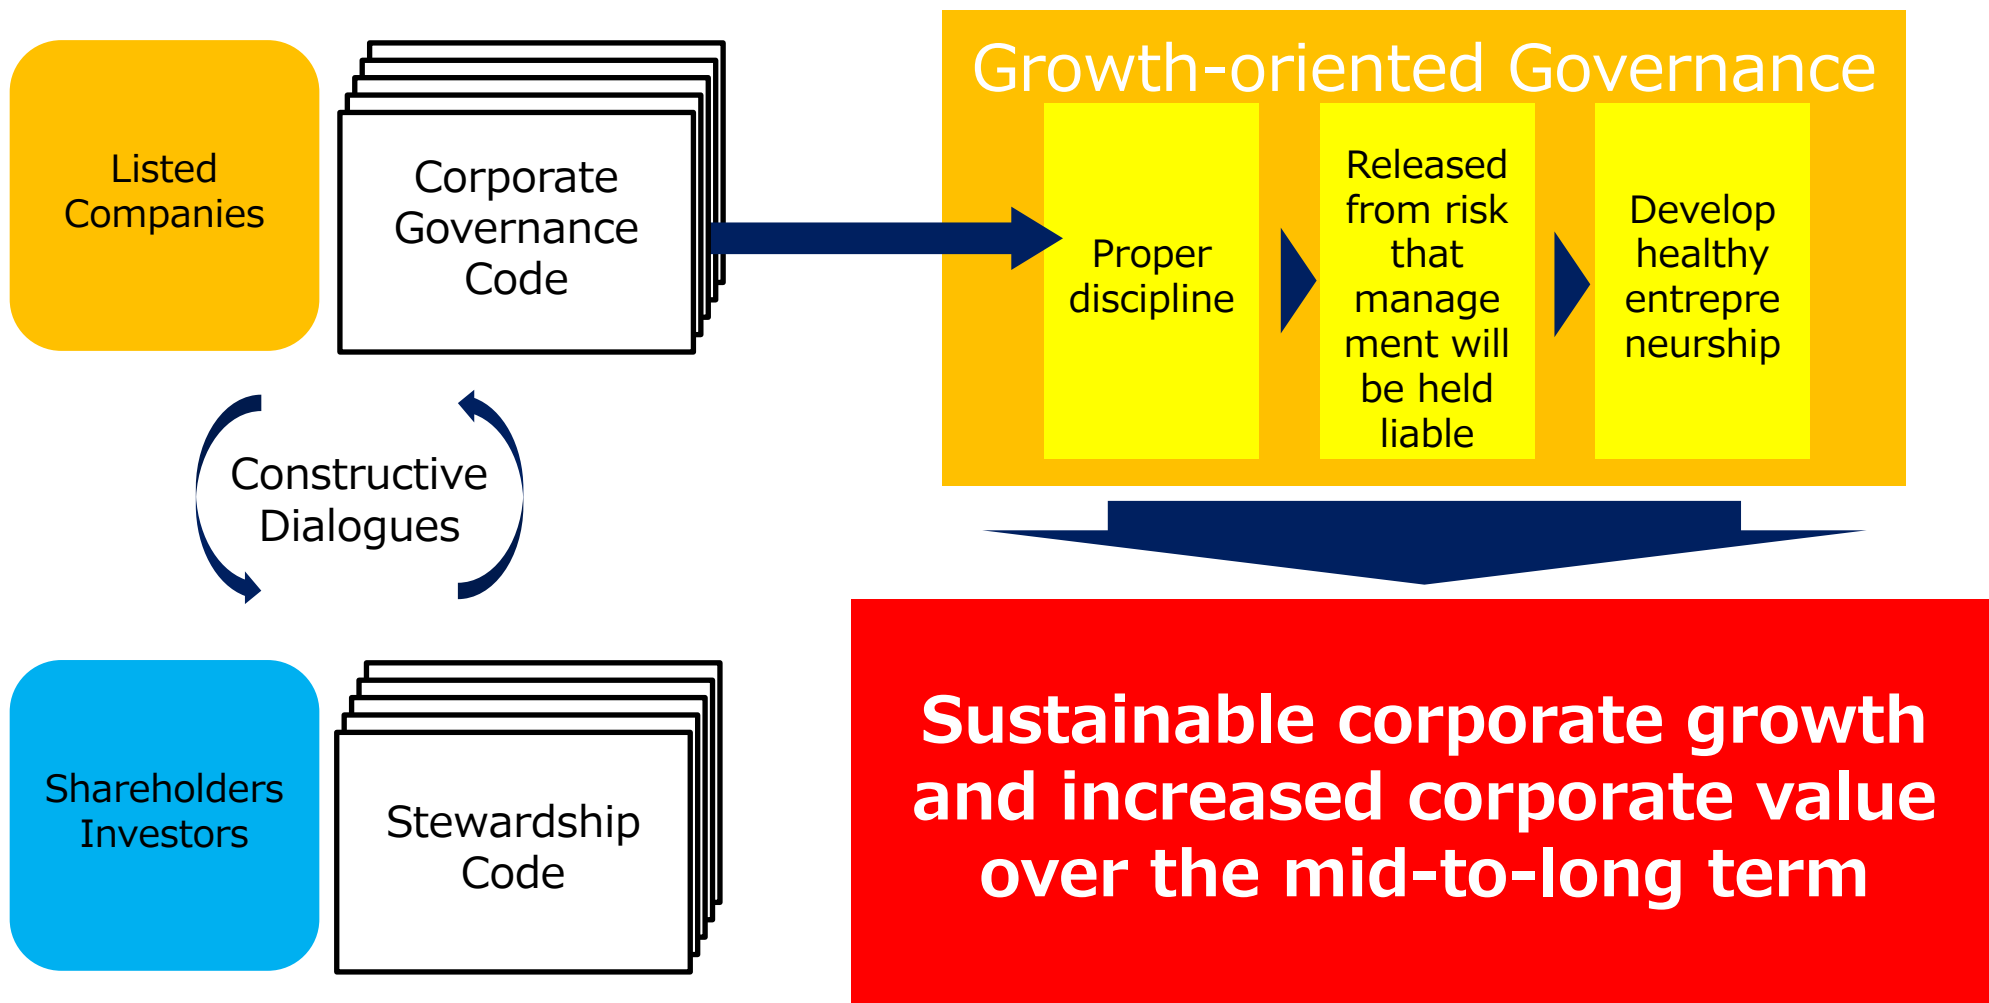 Listed
Companies
Corporate
Governance
Code
Growth-oriented Governance
Proper
discipline
Released
from risk
that
manage
ment will
be held
liable
Develop
healthy
entrepre
neurship
Constructive
Dialogues
Shareholders
Investors
Stewardship
Code
Sustainable corporate growth
and increased corporate value
over the mid-to-long term